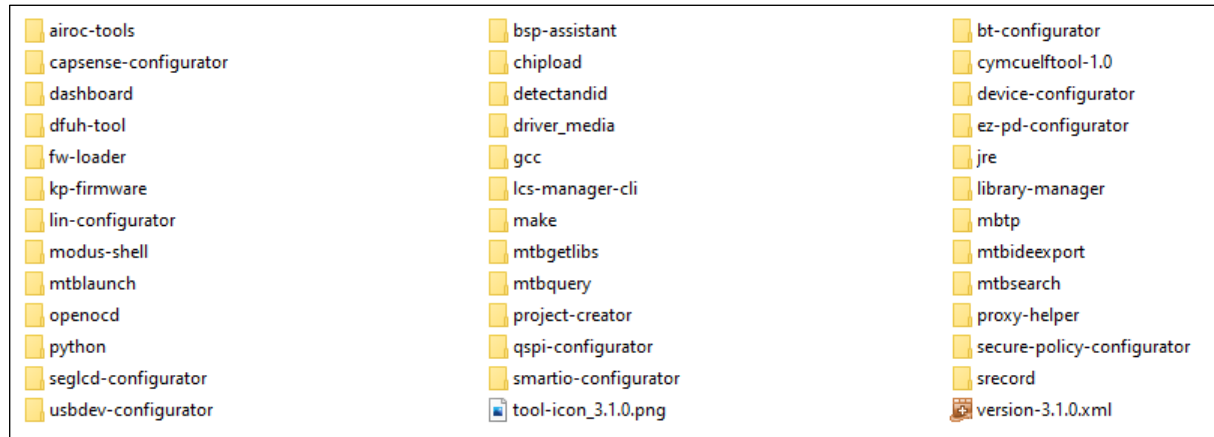 airoc-tools bsp-assistant bt-configurator
capsense-configurator chipload cymcuelftool-1.0
dashboard detectandid device-configurator
dfuh-tool driver_media ez-pd-configurator
fw-loader gcc jre
kp-firmware lcs-manager-cli library-manager
lin-configurator make mbtp
modus-shell mtbgetlibs mtbideexport
mtblaunch mtbquery mtbsearch
openocd project-creator proxy-helper
python qspi-configurator secure-policy-configurator
seglcd-configurator smartio-configurator srecord
usbdev-configurator tool-icon_3.1.0.png version-3.1.0.xml